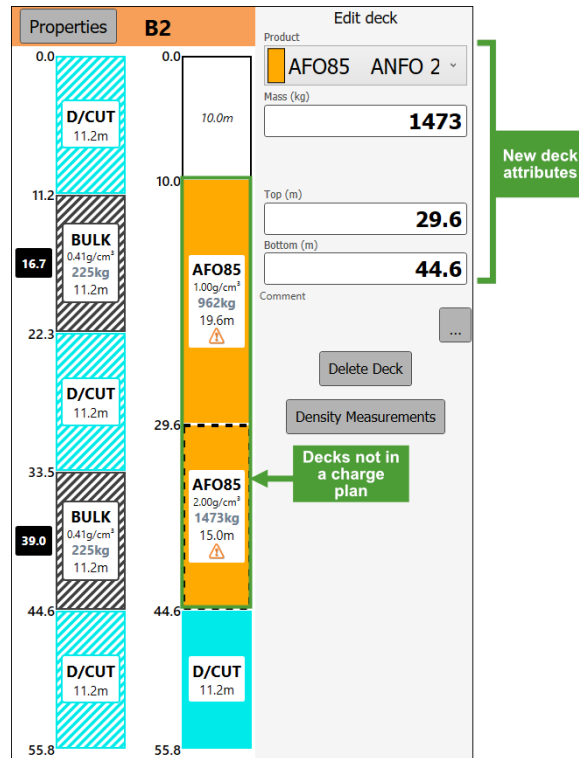 Properties
B2
0.0
D/CUT
11.2m
11.2
BULK
0.41g/cm³
225kg
11.2m
16.7
22.3
D/CUT
11.2m
33.5
BULK
0.41g/cm³
225kg
11.2m
39.0
44.6
D/CUT
11.2m
55.8
0.0
10.0m
10.0
AFO85
1.00g/cm³
962kg
19.6m
29.6
AFO85
2.00g/cm³
1473kg
15.0m
44.6
D/CUT
11.2m
55.8
Edit deck
Product
AFO85 ANFO 2
Mass (kg)
1473
Top (m)
29.6
Bottom (m)
44.6
Comment
...
Delete Deck
Density Measurements
New deck
attributes
Decks not in
a charge
plan